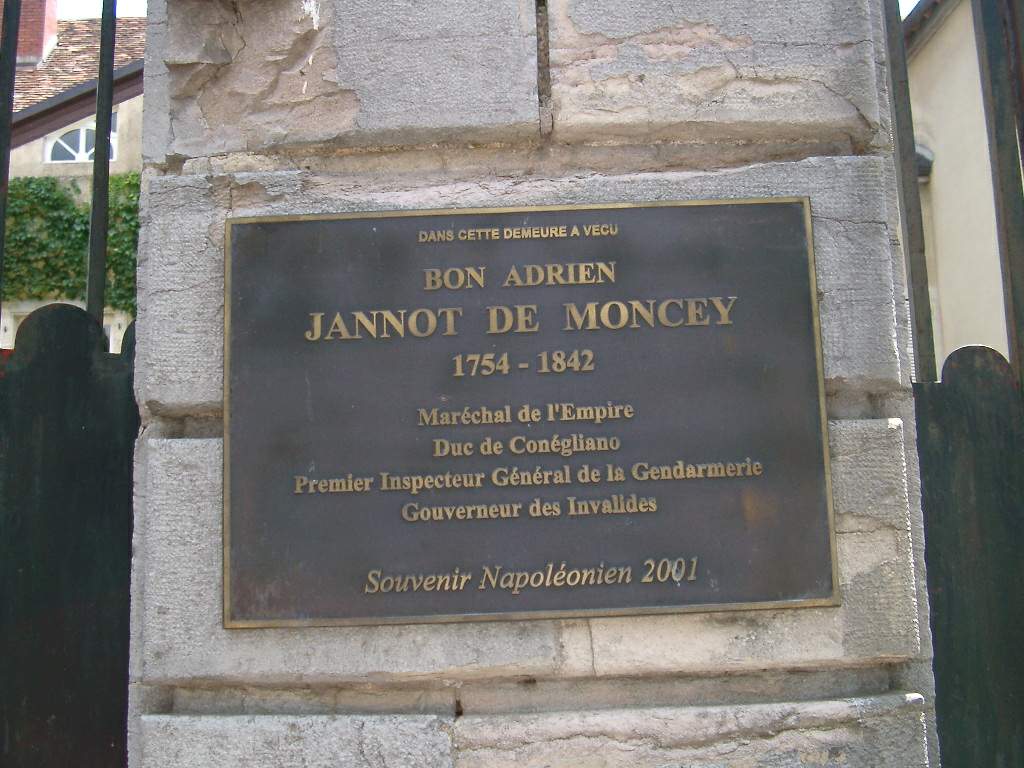 DANS CETTE DEMEURE A VECU
BON ADRIEN
JANNOT DE MONCEY
1754 - 1842
Maréchal de l'Empire
Duc de Conégliano
Premier Inspecteur Général de la Gendarmerie
Gouverneur des Invalides
Souvenir Napoléonien 2001